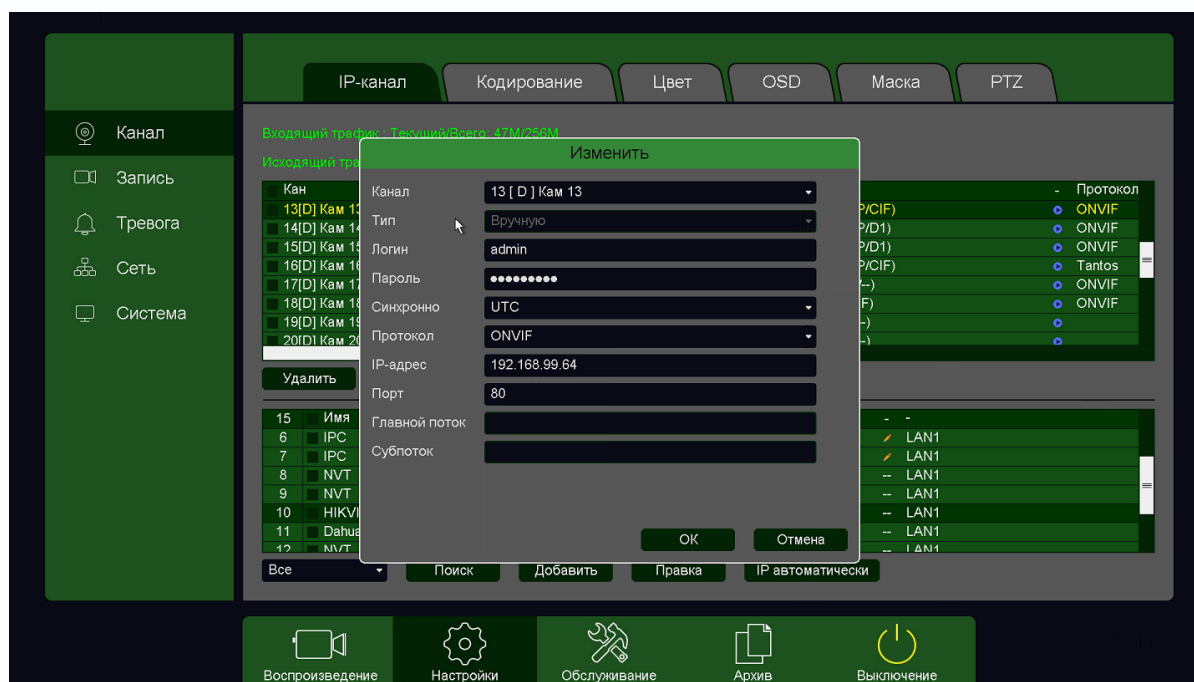 IP-канал Кодирование Цвет OSD Маска PTZ
Канал
Запись
Тревога
Сеть
Система
Входящий трафик : Текущий/Всего: 47M/256M
Исходящий тра
Кан - Протокол
13[D] Кам 13 P/CIF) ONVIF
14[D] Кам 14 P/D1) ONVIF
15[D] Кам 15 P/D1) ONVIF
16[D] Кам 16 P/CIF) Tantos
17[D] Кам 17 /--) ONVIF
18[D] Кам 18 F) ONVIF
19[D] Кам 19 -)
20[D] Кам 20 -)
Удалить
Изменить
Канал 13 [ D ] Кам 13
Тип Вручную
Логин admin
Пароль ●●●●●●●●●
Синхронно UTC
Протокол ONVIF
IP-адрес 192.168.99.64
Порт 80
Главной поток
Субпоток
OK Отмена
15 Имя - -
6 IPC LAN1
7 IPC LAN1
8 NVT -- LAN1
9 NVT -- LAN1
10 HIKVI -- LAN1
11 Dahua -- LAN1
12 NVT -- LAN1
Все Поиск Добавить Правка IP автоматически
Воспроизведение Настройки Обслуживание Архив Выключение